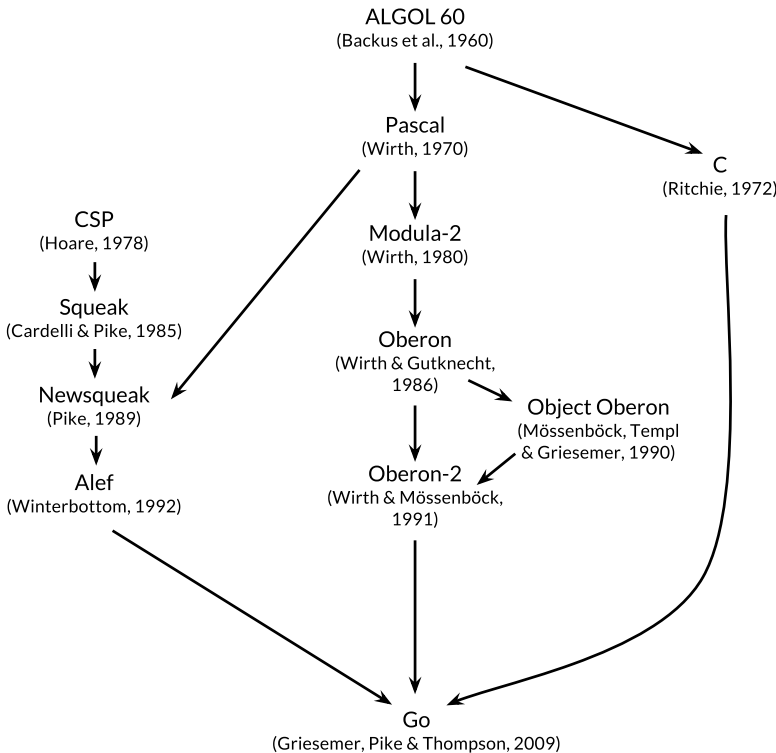 ALGOL 60
(Backus et al., 1960)
Pascal
(Wirth, 1970)
C
(Ritchie, 1972)
CSP
(Hoare, 1978)
Modula-2
(Wirth, 1980)
Squeak
(Cardelli & Pike, 1985)
Oberon
(Wirth & Gutknecht,
1986)
Newsqueak
(Pike, 1989)
Object Oberon
(Mössenböck, Templ
& Griesemer, 1990)
Alef
(Winterbottom, 1992)
Oberon-2
(Wirth & Mössenböck,
1991)
Go
(Griesemer, Pike & Thompson, 2009)